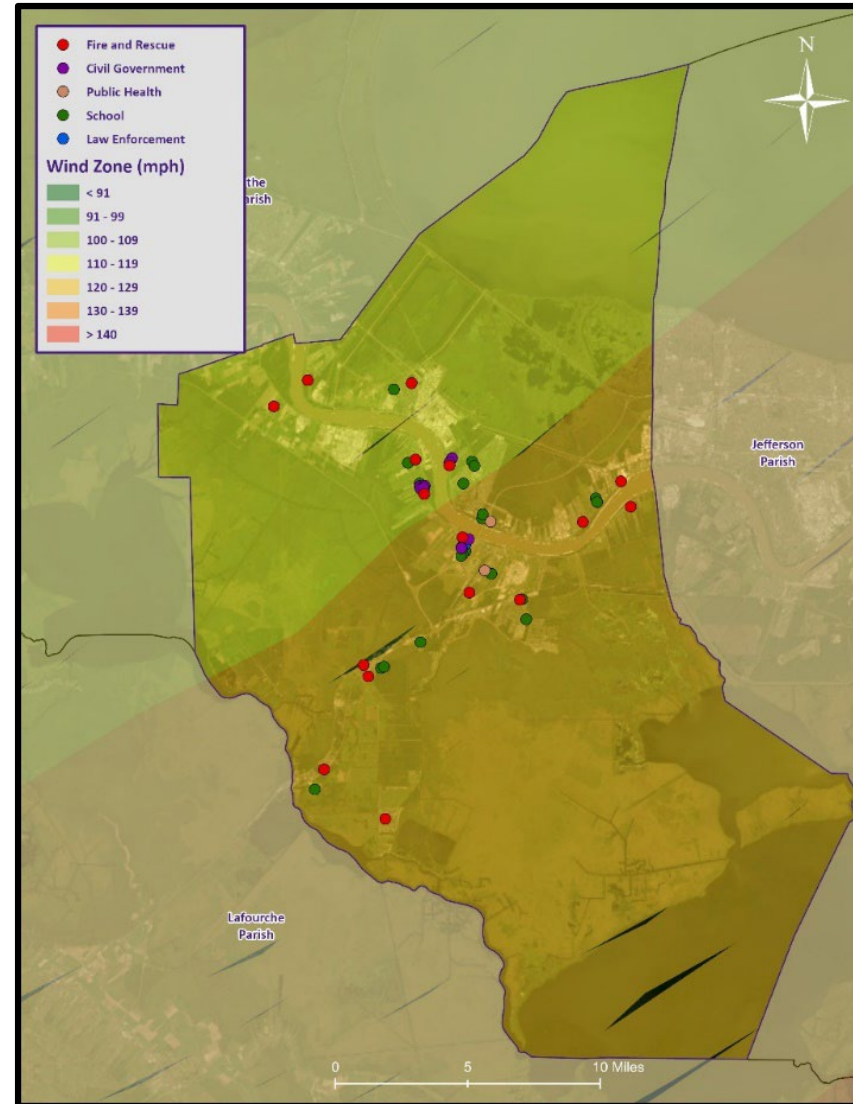 Fire and Rescue
Civil Government
Public Health
School
Law Enforcement
Wind Zone (mph)
< 91
91 - 99
100 - 109
110 - 119
120 - 129
130 - 139
> 140
N
the
Parish
Jefferson
Parish
Lafourche
Parish
0 5 10 Miles